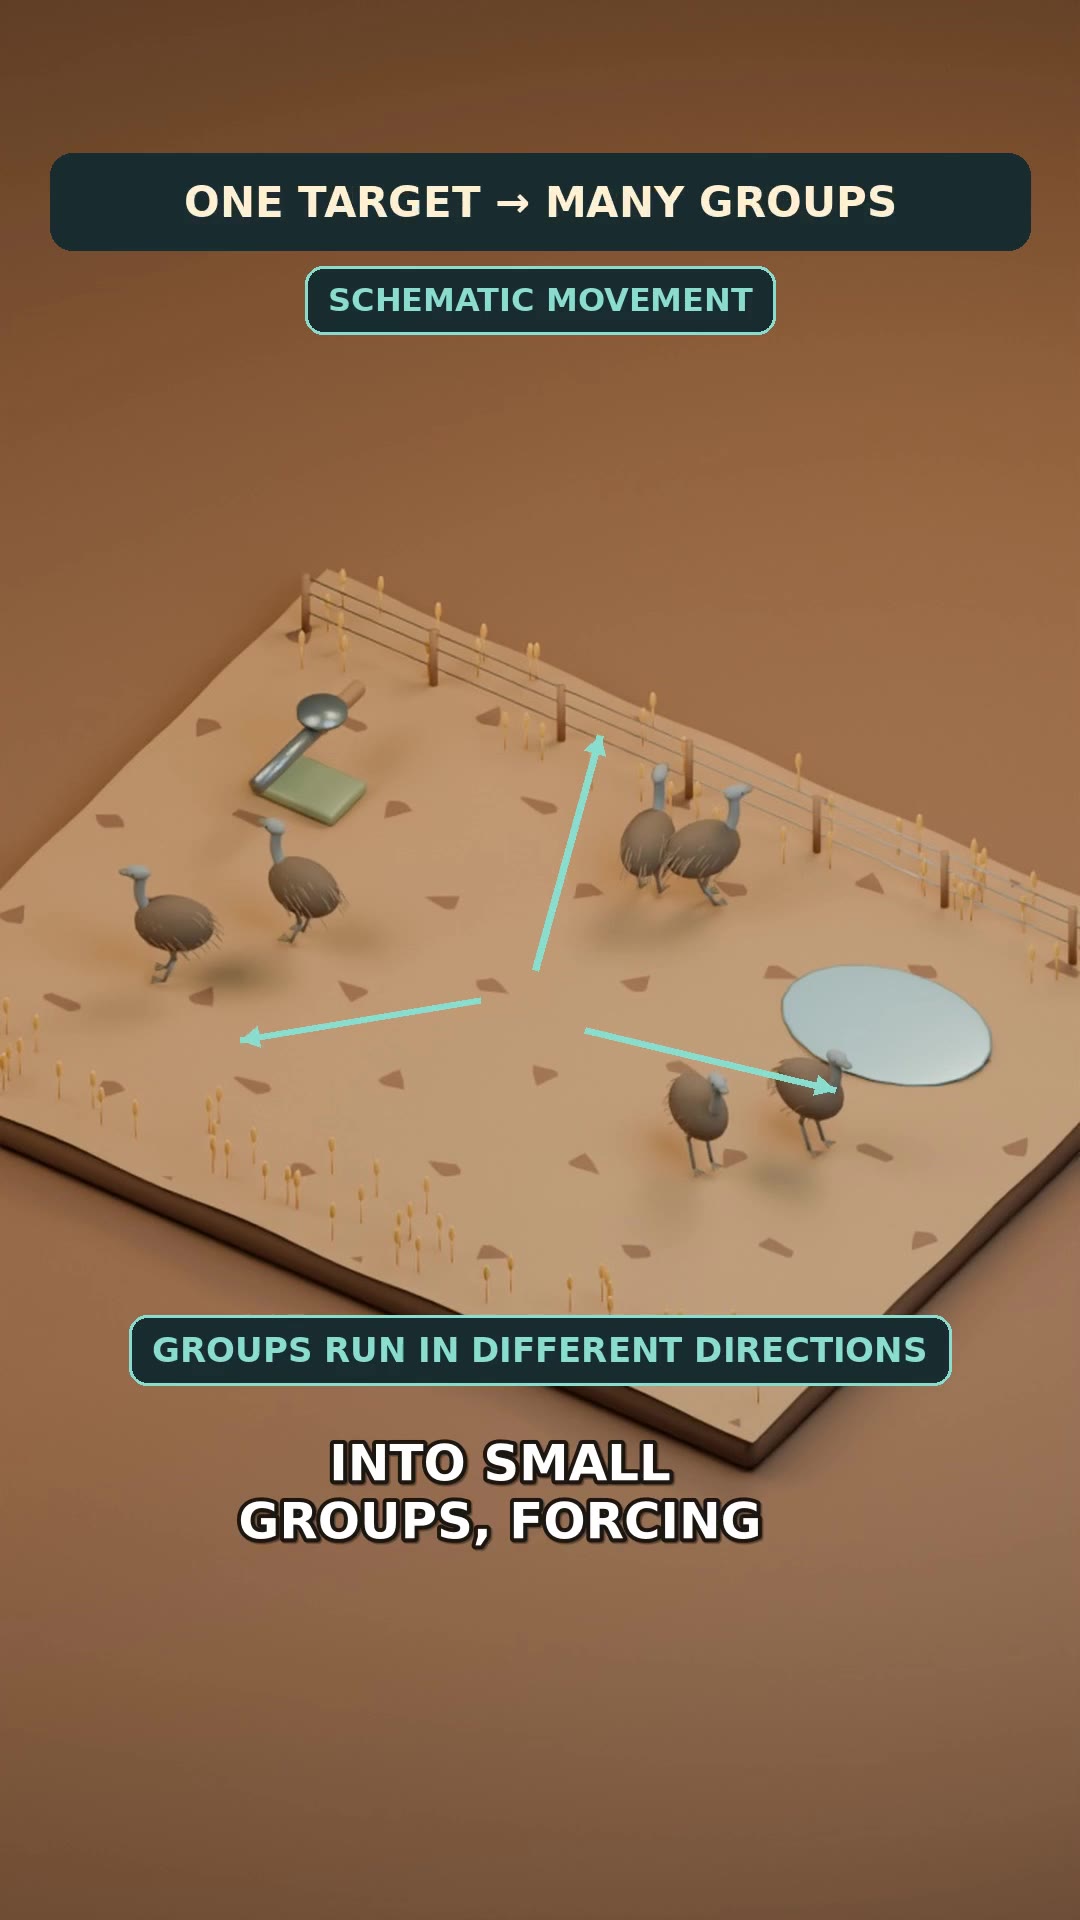 ONE TARGET → MANY GROUPS
SCHEMATIC MOVEMENT
GROUPS RUN IN DIFFERENT DIRECTIONS
INTO SMALL
GROUPS, FORCING